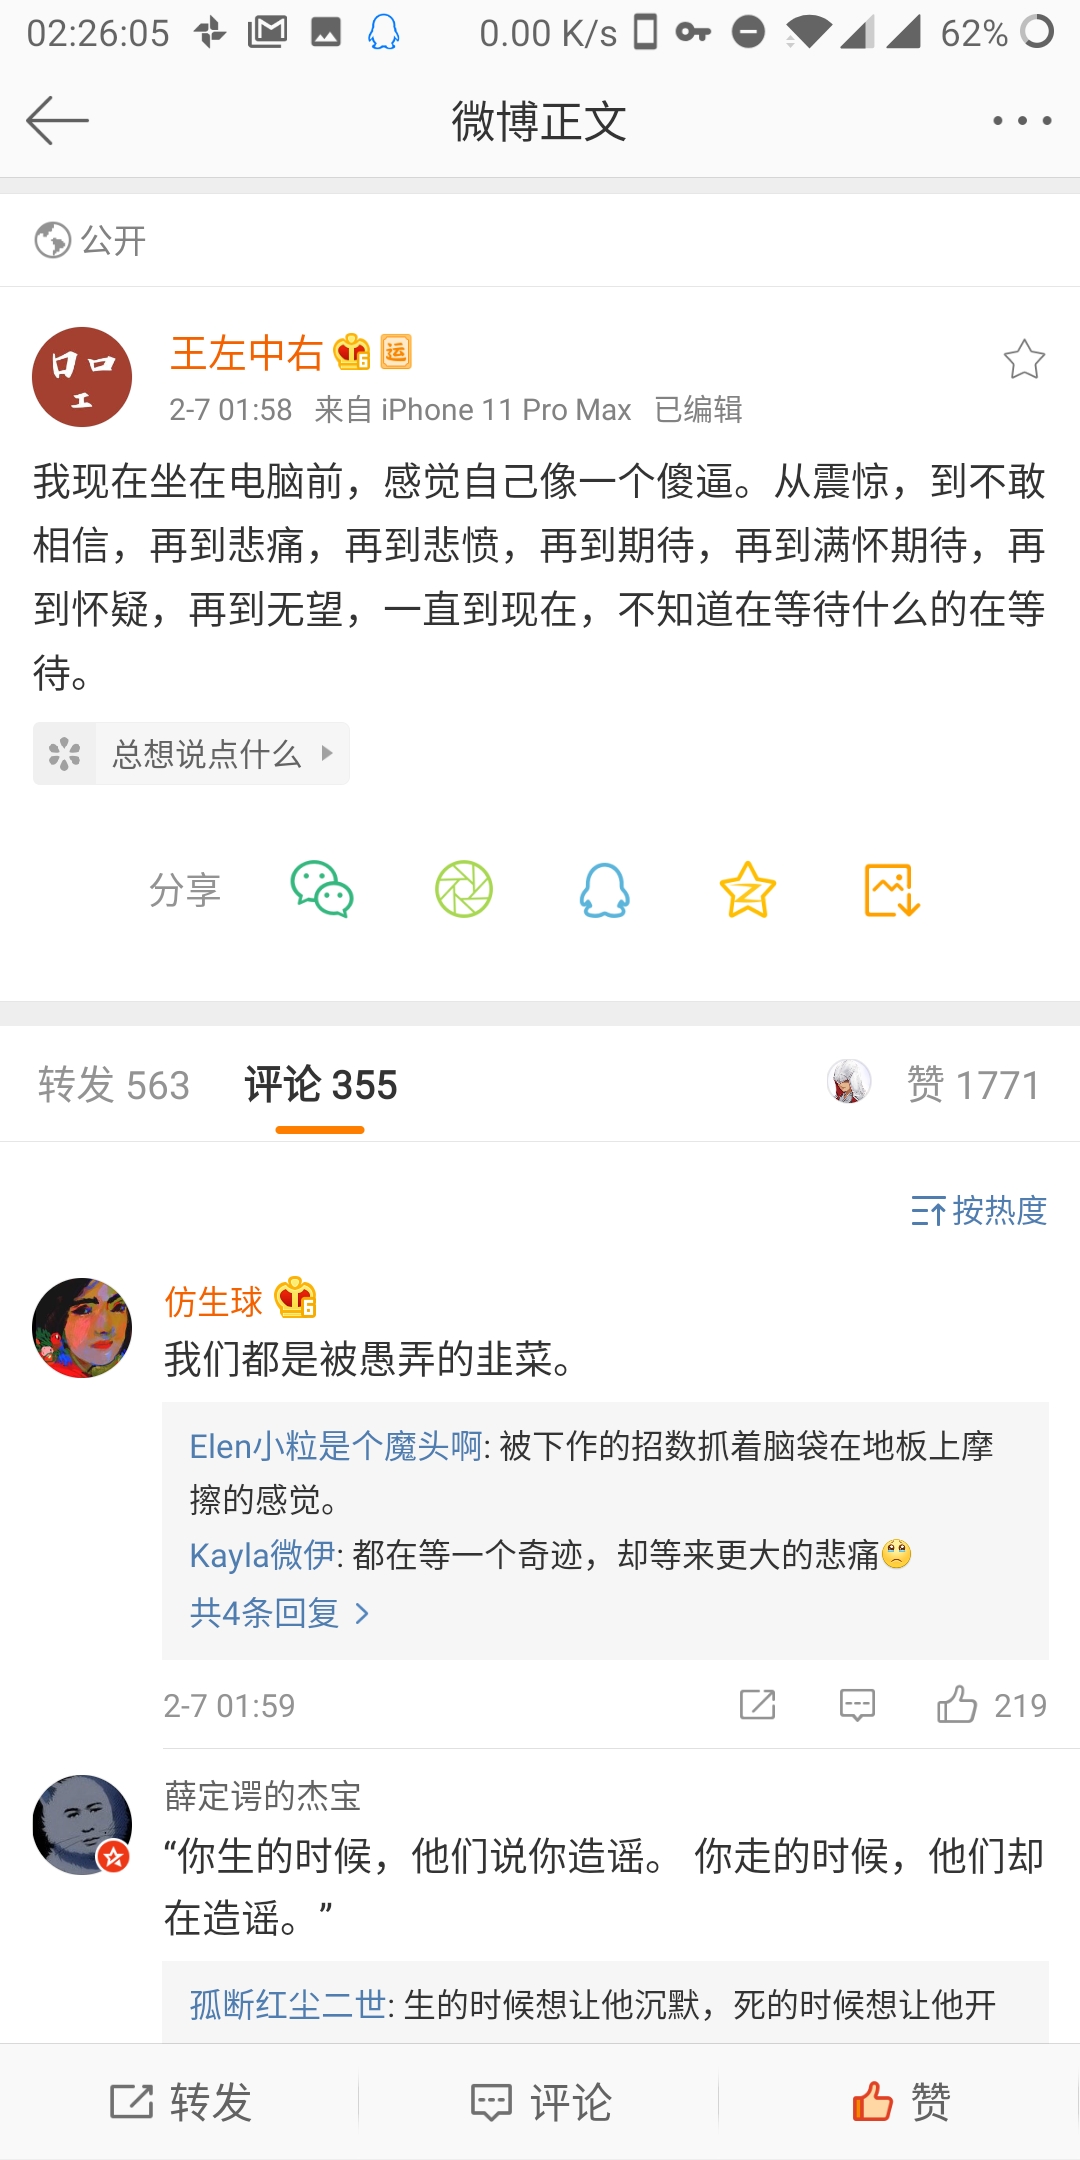 02:26:05 0.00 K/s 62%
微博正文
公开
王左中右 6 运
2-7 01:58 来自 iPhone 11 Pro Max 已编辑
我现在坐在电脑前，感觉自己像一个傻逼。从震惊，到不敢
相信，再到悲痛，再到悲愤，再到期待，再到满怀期待，再
到怀疑，再到无望，一直到现在，不知道在等待什么的在等
待。
总想说点什么
分享
转发 563 评论 355 赞 1771
按热度
仿生球 6
我们都是被愚弄的韭菜。
Elen小粒是个魔头啊: 被下作的招数抓着脑袋在地板上摩
擦的感觉。
Kayla微伊: 都在等一个奇迹，却等来更大的悲痛🙄
共4条回复 >
2-7 01:59 219
薛定谔的杰宝
“你生的时候，他们说你造谣。 你走的时候，他们却
在造谣。”
孤断红尘二世: 生的时候想让他沉默，死的时候想让他开
转发 评论 赞